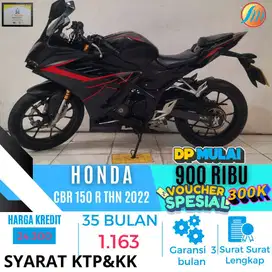 DP MULAI
HONDA
900 RIBU
CBR 150 R THN 2022
VOUCHER
SPESIAL 300K
HARGA KREDIT
35 BULAN
1.163
Garansi
3
bulan
Surat Surat
Lengkap
SYARAT KTP&KK